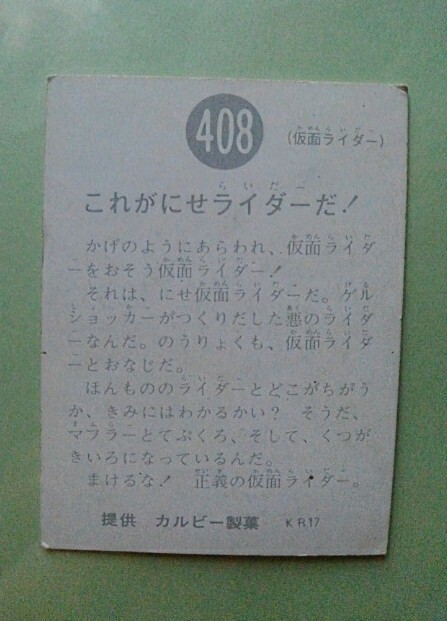 408
(仮面ライダー)
これがにせライダーだ!
かげのようにあらわれ、仮面ライダ
ーをおそう仮面ライダー!
それは、にせ仮面ライダーだ。ゲル
ショッカーがつくりだした悪のライダ
ーなんだ。のうりょくも、仮面ライダ
ーとおなじだ。
ほんもののライダーとどこがちがう
か、きみにはわかるかい? そうだ、
マフラーとてぶくろ、そして、くつが
きいろになっているんだ。
まけるな! 正義の仮面ライダー。
提供 カルビー製菓 KR17